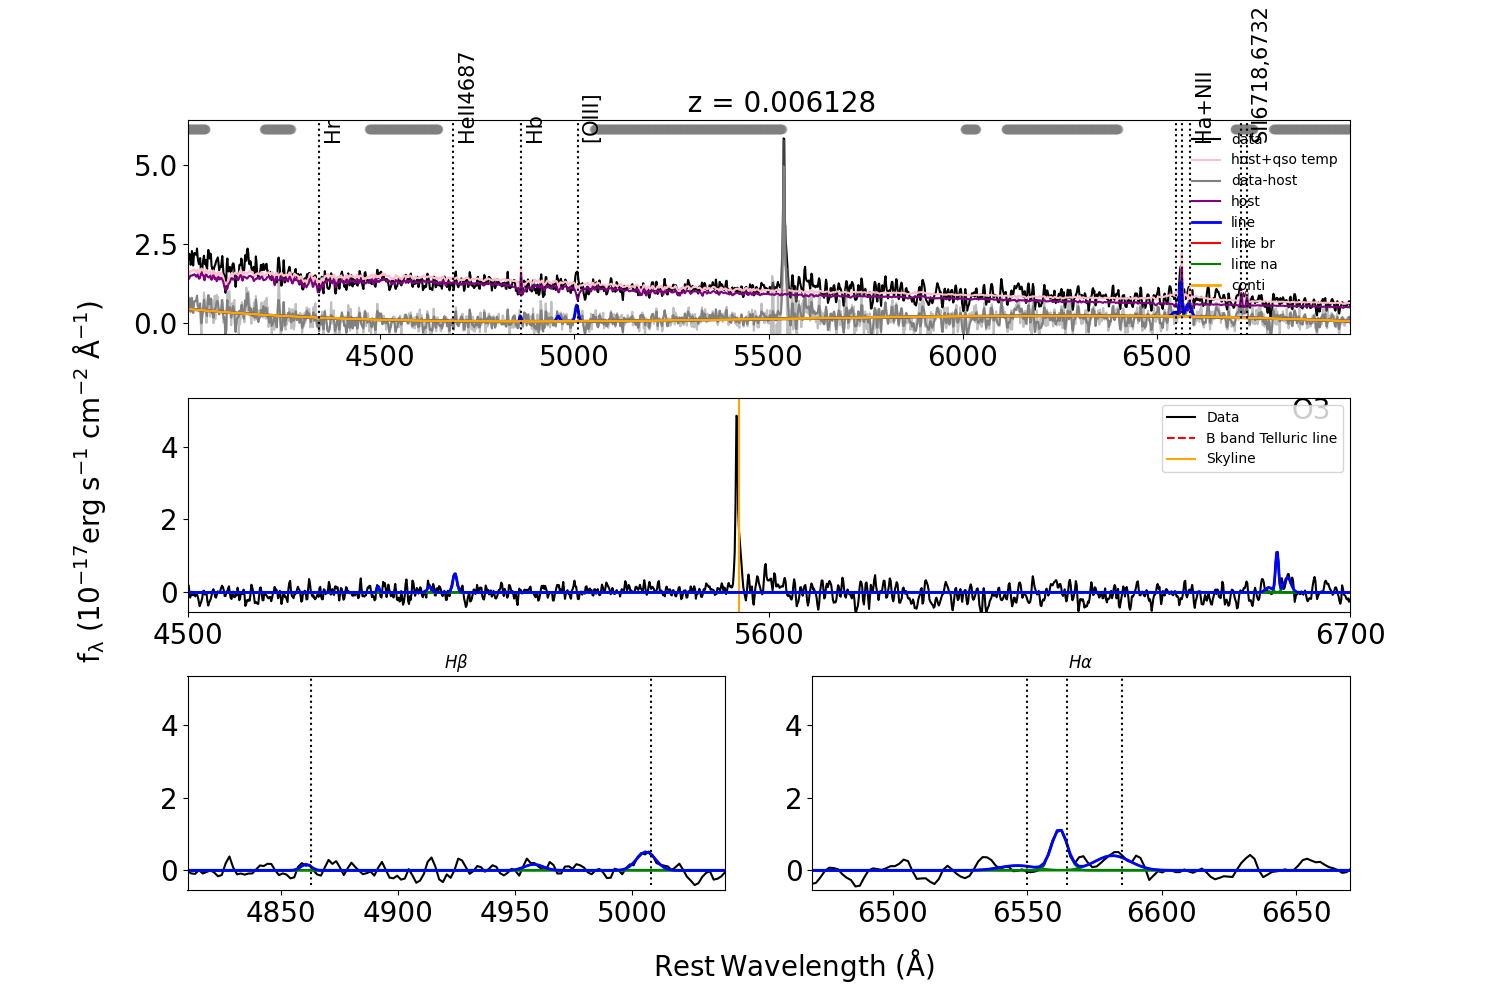 z = 0.006128
Hr
HeII4687
Hb
[OIII]
Ha+NII
SII6718,6732
data
host+qso temp
data-host
host
line
line br
line na
conti
5.0
2.5
0.0
4500
5000
5500
6000
6500
O3
Data
B band Telluric line
Skyline
4
2
0
4500
5600
6700
fλ (10⁻¹⁷erg s⁻¹ cm⁻² Å⁻¹)
Hβ
4
2
0
4850
4900
4950
5000
Hα
4
2
0
6500
6550
6600
6650
Rest Wavelength (Å)